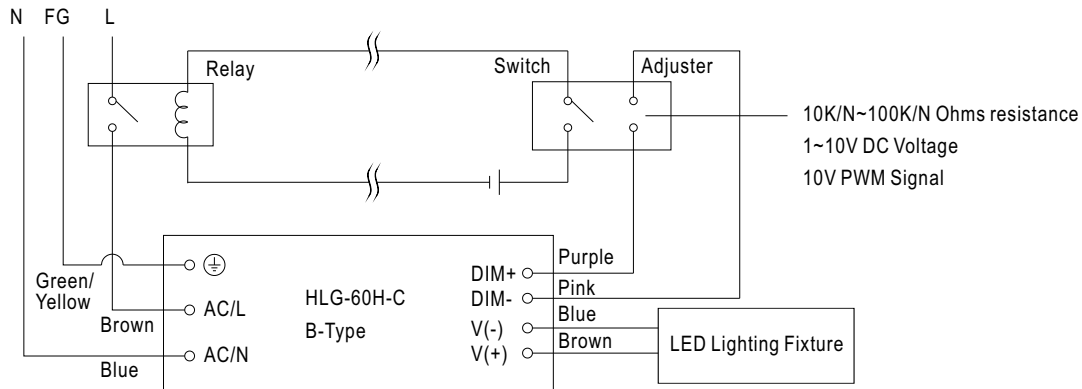 N FG L
Relay
Switch
Adjuster
10K/N~100K/N Ohms resistance
1~10V DC Voltage
10V PWM Signal
Green/
Yellow
Brown
Blue
AC/L
AC/N
HLG-60H-C
B-Type
DIM+
DIM-
V(-)
V(+)
Purple
Pink
Blue
Brown
LED Lighting Fixture